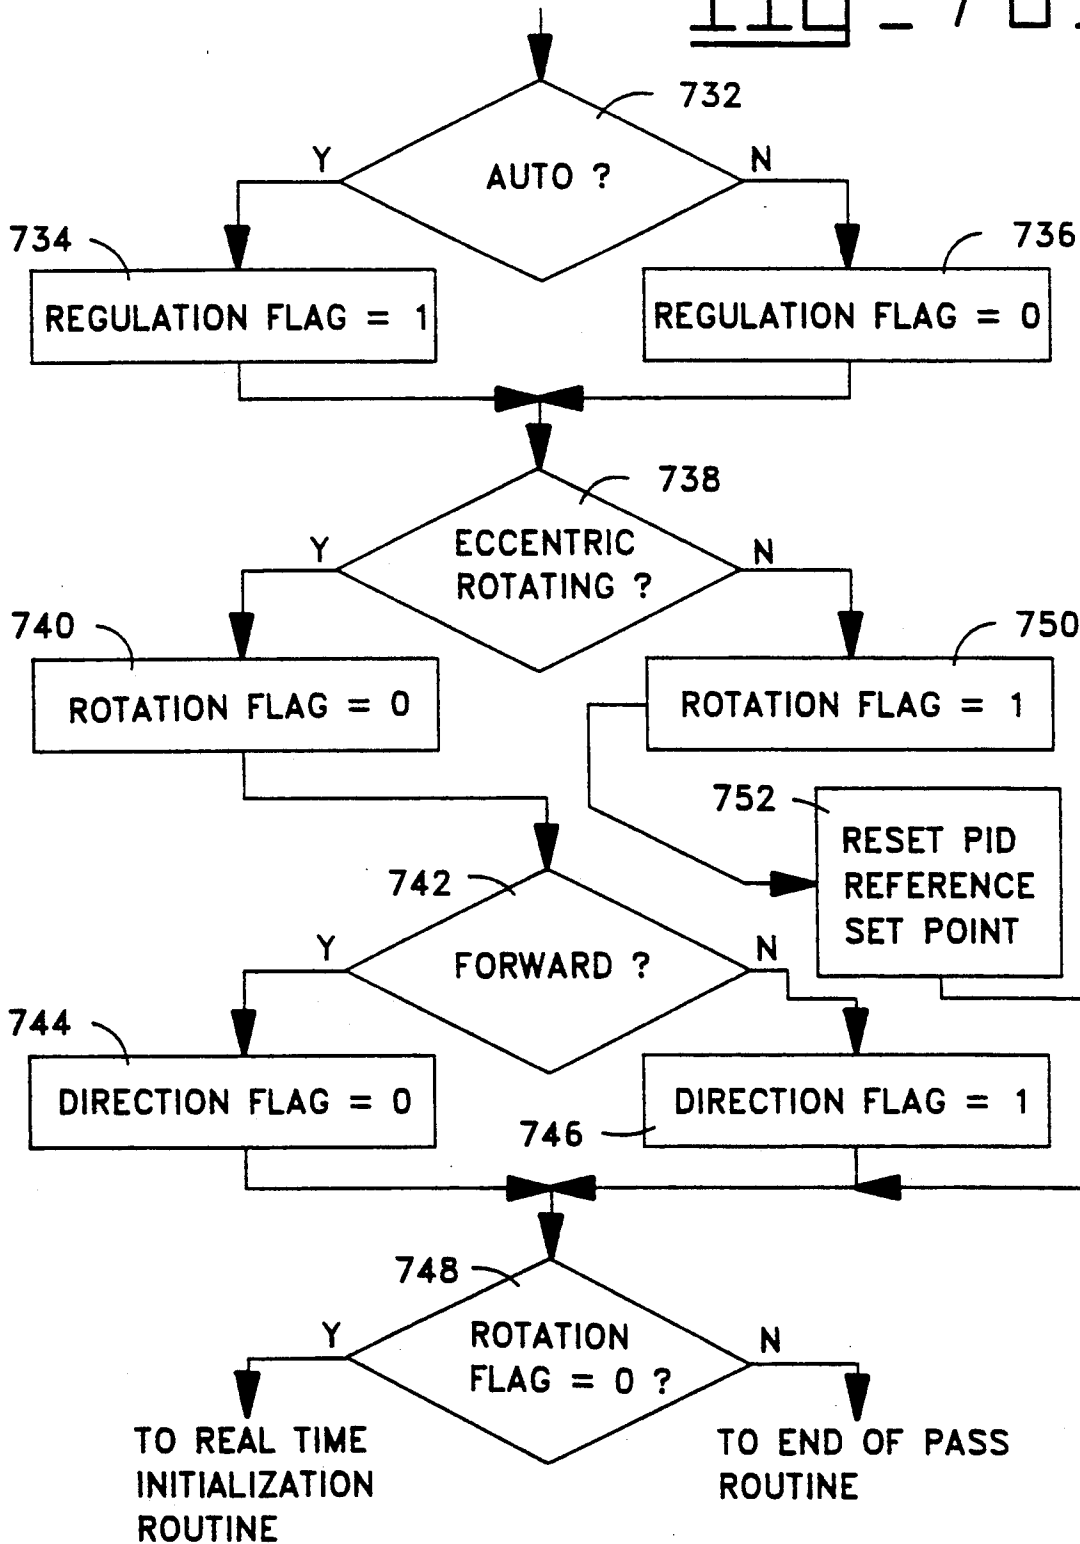 732
AUTO ?
Y
N
734
736
REGULATION FLAG = 1
REGULATION FLAG = 0
738
ECCENTRIC
ROTATING ?
Y
N
740
750
ROTATION FLAG = 0
ROTATION FLAG = 1
752
RESET PID
REFERENCE
SET POINT
742
Y
FORWARD ?
N
744
DIRECTION FLAG = 0
DIRECTION FLAG = 1
746
748
Y
ROTATION
FLAG = 0 ?
N
TO REAL TIME
INITIALIZATION
ROUTINE
TO END OF PASS
ROUTINE